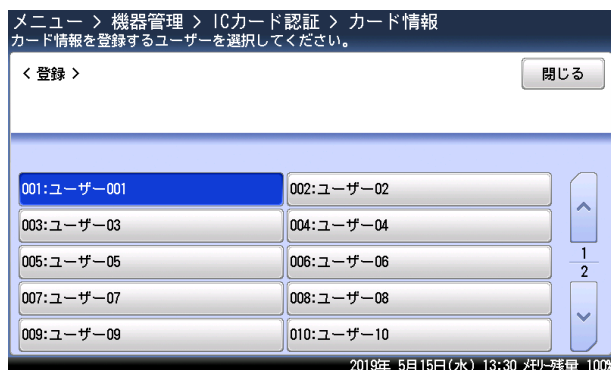 メニュー > 機器管理 > ICカード認証 > カード情報
カード情報を登録するユーザーを選択してください。
< 登録 >
閉じる
001:ユーザー001
002:ユーザー02
003:ユーザー03
004:ユーザー04
005:ユーザー05
006:ユーザー06
007:ユーザー07
008:ユーザー08
009:ユーザー09
010:ユーザー10
1
2
2019年 5月15日(水) 13:30 メモリー残量 100%